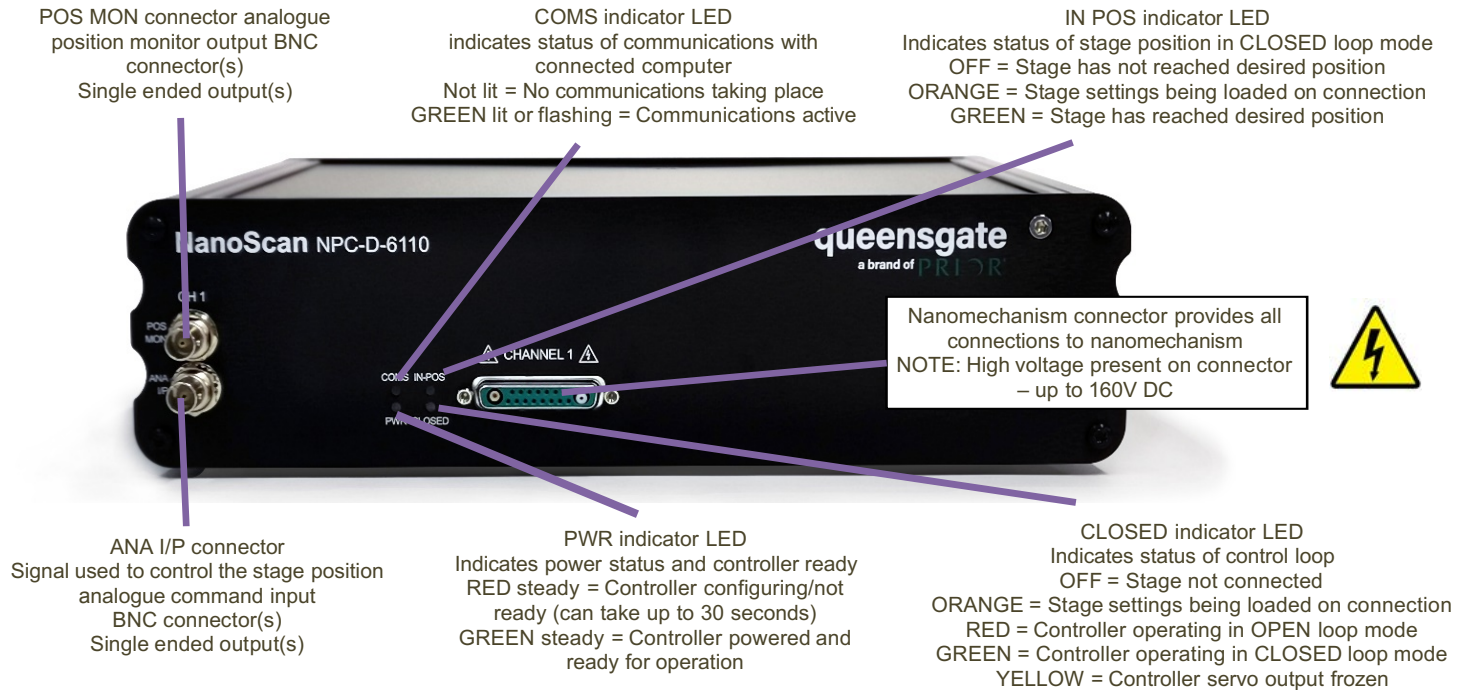 POS MON connector analogue
position monitor output BNC
connector(s)
Single ended output(s)
COMS indicator LED
indicates status of communications with
connected computer
Not lit = No communications taking place
GREEN lit or flashing = Communications active
IN POS indicator LED
Indicates status of stage position in CLOSED loop mode
OFF = Stage has not reached desired position
ORANGE = Stage settings being loaded on connection
GREEN = Stage has reached desired position
NanoScan NPC-D-6110
queensgate
a brand of PRIOR
CH 1
POS
MON
ANA
I/P
CHANNEL 1
COMS IN-POS
PWR CLOSED
Nanomechanism connector provides all
connections to nanomechanism
NOTE: High voltage present on connector
– up to 160V DC
ANA I/P connector
Signal used to control the stage position
analogue command input
BNC connector(s)
Single ended output(s)
PWR indicator LED
Indicates power status and controller ready
RED steady = Controller configuring/not
ready (can take up to 30 seconds)
GREEN steady = Controller powered and
ready for operation
CLOSED indicator LED
Indicates status of control loop
OFF = Stage not connected
ORANGE = Stage settings being loaded on connection
RED = Controller operating in OPEN loop mode
GREEN = Controller operating in CLOSED loop mode
YELLOW = Controller servo output frozen